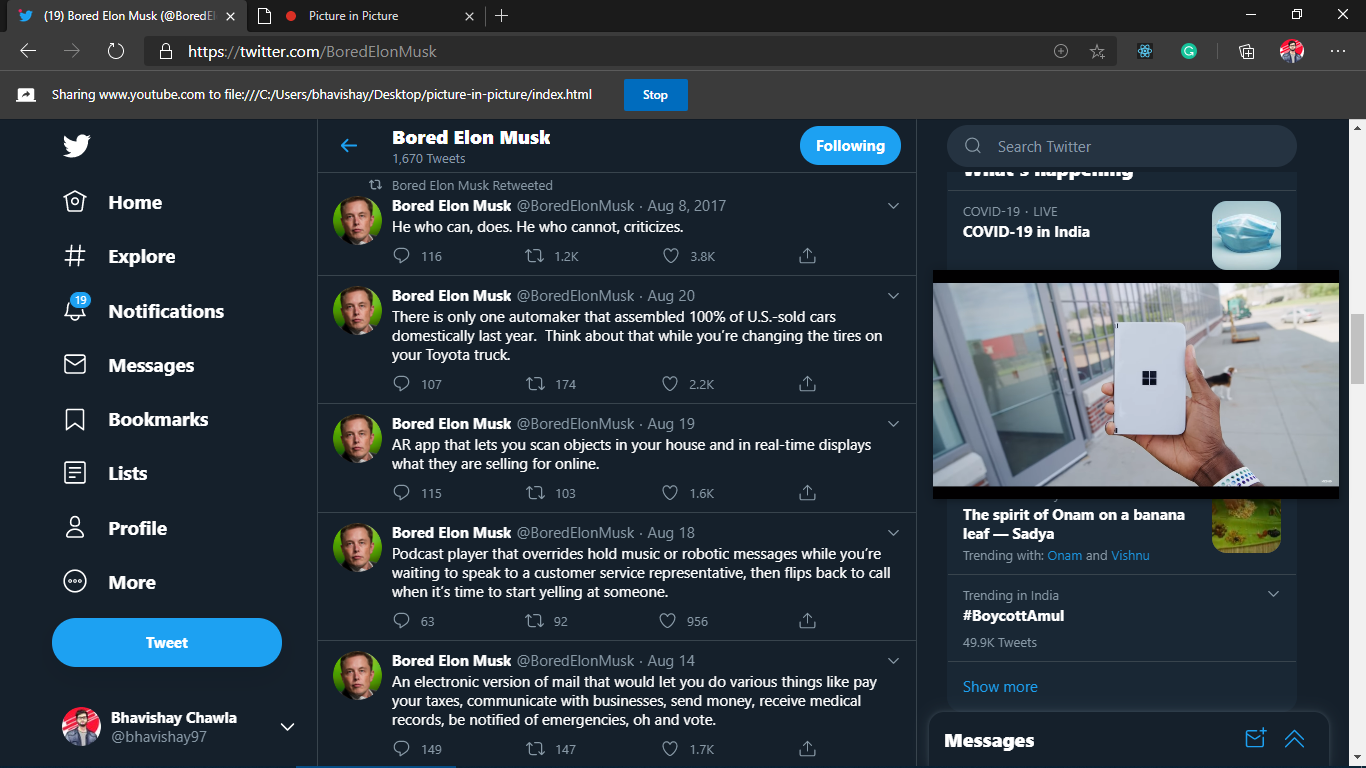 (19) Bored Elon Musk (@BoredEl
Picture in Picture
https://twitter.com/BoredElonMusk
Sharing www.youtube.com to file:///C:/Users/bhavishay/Desktop/picture-in-picture/index.html
Stop
Home
Explore
19
Notifications
Messages
Bookmarks
Lists
Profile
More
Tweet
Bhavishay Chawla
@bhavishay97
Bored Elon Musk
1,670 Tweets
Following
Bored Elon Musk Retweeted
Bored Elon Musk @BoredElonMusk · Aug 8, 2017
He who can, does. He who cannot, criticizes.
116 1.2K 3.8K
Bored Elon Musk @BoredElonMusk · Aug 20
There is only one automaker that assembled 100% of U.S.-sold cars
domestically last year.  Think about that while you’re changing the tires on
your Toyota truck.
107 174 2.2K
Bored Elon Musk @BoredElonMusk · Aug 19
AR app that lets you scan objects in your house and in real-time displays
what they are selling for online.
115 103 1.6K
Bored Elon Musk @BoredElonMusk · Aug 18
Podcast player that overrides hold music or robotic messages while you’re
waiting to speak to a customer service representative, then flips back to call
when it’s time to start yelling at someone.
63 92 956
Bored Elon Musk @BoredElonMusk · Aug 14
An electronic version of mail that would let you do various things like pay
your taxes, communicate with businesses, send money, receive medical
records, be notified of emergencies, oh and vote.
149 147 1.7K
Search Twitter
What's happening
COVID-19 · LIVE
COVID-19 in India
The spirit of Onam on a banana
leaf — Sadya
Trending with: Onam and Vishnu
Trending in India
#BoycottAmul
49.9K Tweets
Show more
Messages